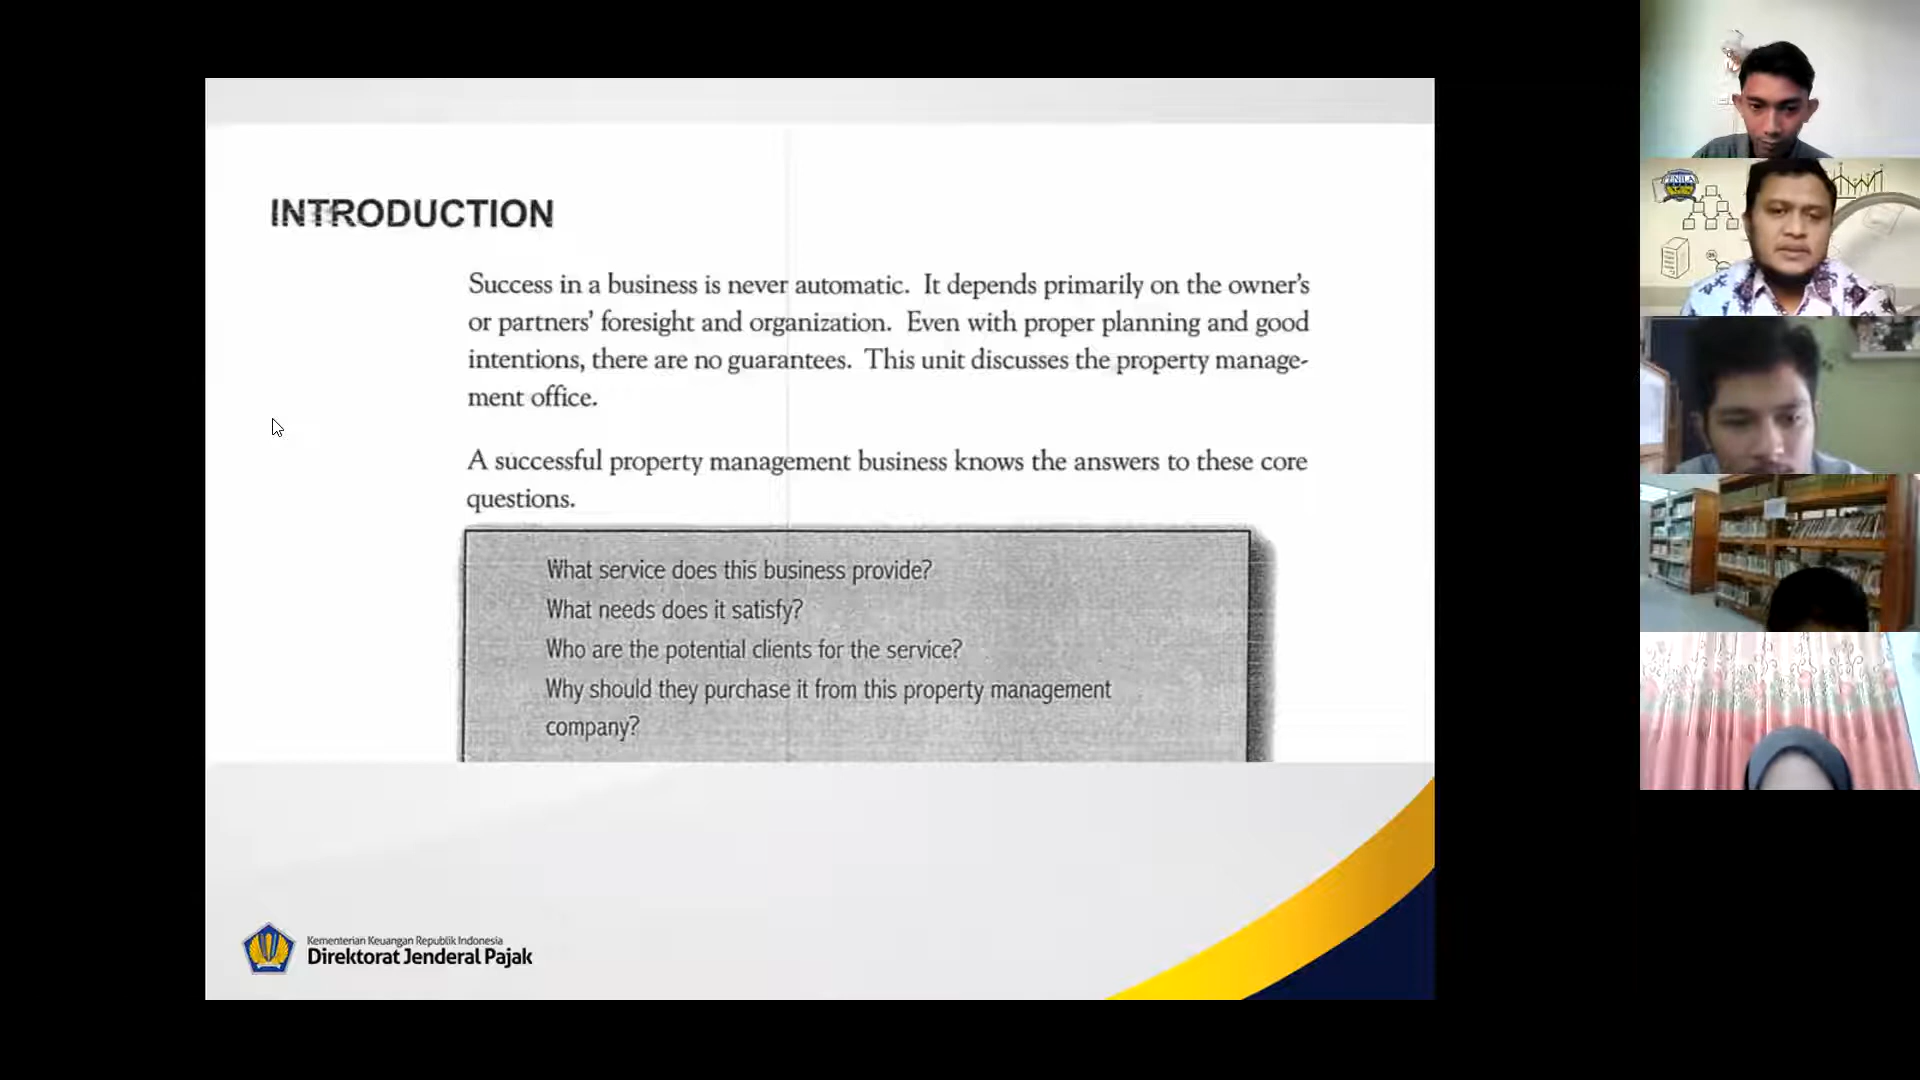 INTRODUCTION
Success in a business is never automatic. It depends primarily on the owner's
or partners' foresight and organization. Even with proper planning and good
intentions, there are no guarantees. This unit discusses the property manage-
ment office.
A successful property management business knows the answers to these core
questions.
What service does this business provide?
What needs does it satisfy?
Who are the potential clients for the service?
Why should they purchase it from this property management
company?
Kementerian Keuangan Republik Indonesia
Direktorat Jenderal Pajak